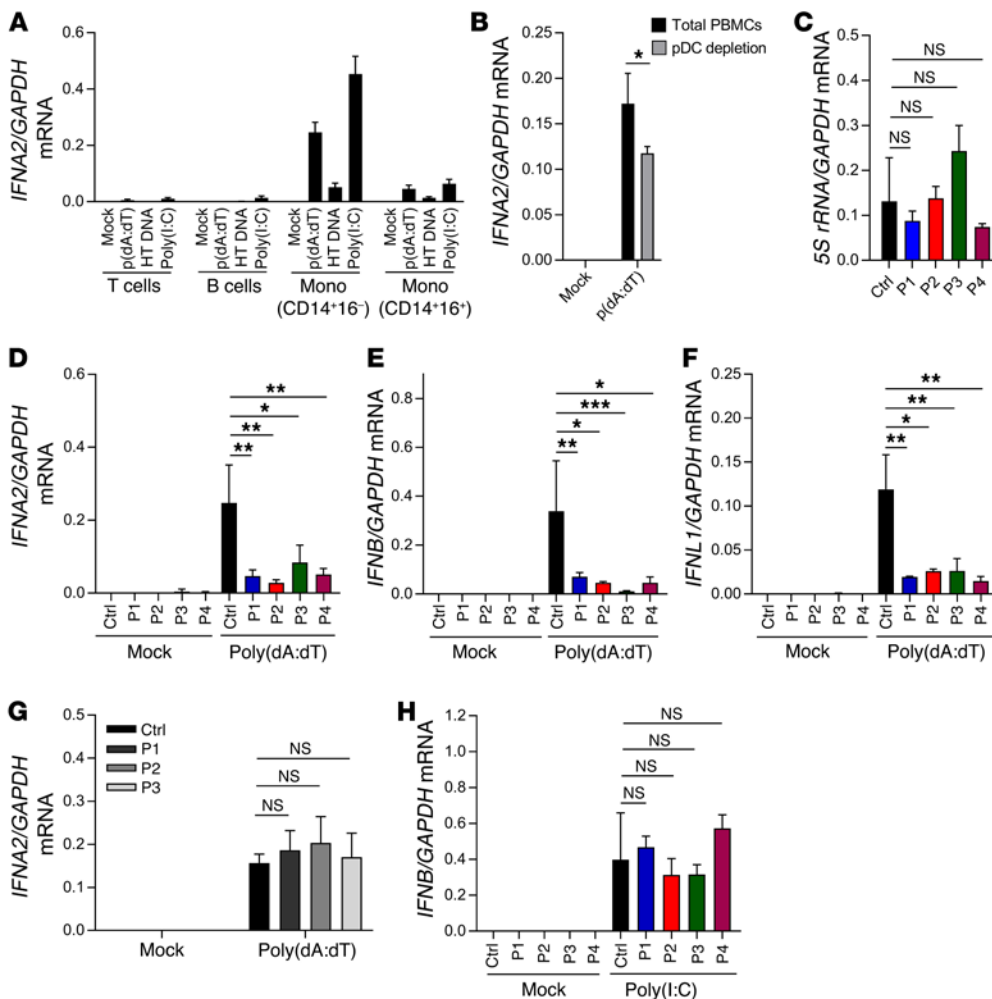 A
IFNA2/GAPDH
mRNA
0.6
0.4
0.2
0.0
Mock
p(dA:dT)
HT DNA
Poly(I:C)
Mock
p(dA:dT)
HT DNA
Poly(I:C)
Mock
p(dA:dT)
HT DNA
Poly(I:C)
Mock
p(dA:dT)
HT DNA
Poly(I:C)
T cells
B cells
Mono
(CD14⁺16⁻)
Mono
(CD14⁺16⁺)
B
IFNA2/GAPDH mRNA
0.25
0.20
0.15
0.10
0.05
0.00
Total PBMCs
pDC depletion
*
Mock
p(dA:dT)
C
5S rRNA/GAPDH mRNA
0.5
0.4
0.3
0.2
0.1
0.0
NS
NS
NS
NS
Ctrl
P1
P2
P3
P4
D
IFNA2/GAPDH
mRNA
0.6
0.4
0.2
0.0
**
*
**
**
Ctrl
P1
P2
P3
P4
Ctrl
P1
P2
P3
P4
Mock
Poly(dA:dT)
E
IFNB/GAPDH mRNA
0.8
0.6
0.4
0.2
0.0
*
***
*
**
Ctrl
P1
P2
P3
P4
Ctrl
P1
P2
P3
P4
Mock
Poly(dA:dT)
F
IFNL1/GAPDH mRNA
0.25
0.20
0.15
0.10
0.05
0.00
**
**
*
**
Ctrl
P1
P2
P3
P4
Ctrl
P1
P2
P3
P4
Mock
Poly(dA:dT)
G
IFNA2/GAPDH
mRNA
0.5
0.4
0.3
0.2
0.1
0.0
Ctrl
P1
P2
P3
NS
NS
NS
Mock
Poly(dA:dT)
H
IFNB/GAPDH mRNA
1.2
1.0
0.8
0.6
0.4
0.2
0.0
NS
NS
NS
NS
Ctrl
P1
P2
P3
P4
Ctrl
P1
P2
P3
P4
Mock
Poly(I:C)